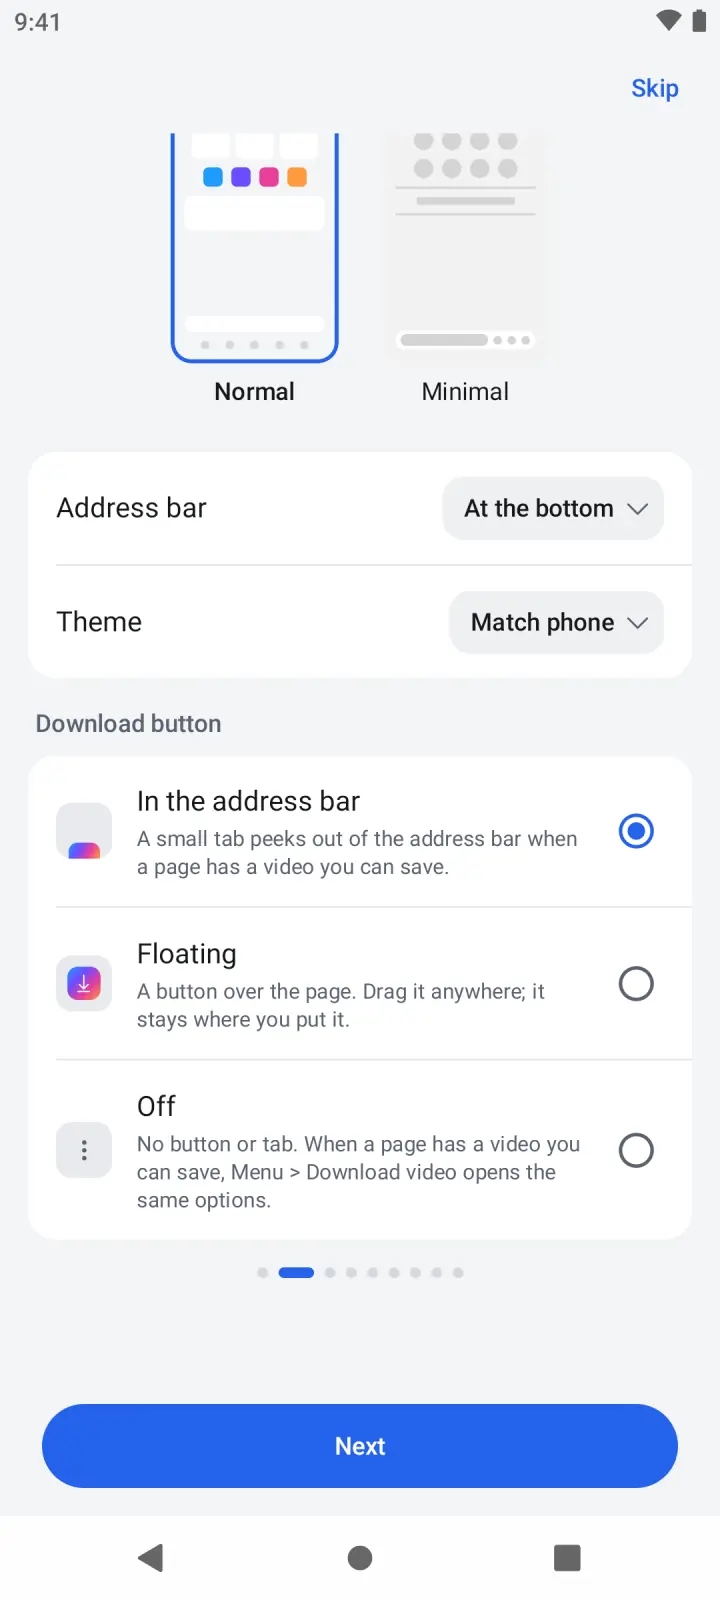 9:41
Skip
Normal
Minimal
Address bar
At the bottom
Theme
Match phone
Download button
In the address bar
A small tab peeks out of the address bar when
a page has a video you can save.
Floating
A button over the page. Drag it anywhere; it
stays where you put it.
Off
No button or tab. When a page has a video you
can save, Menu > Download video opens the
same options.
Next